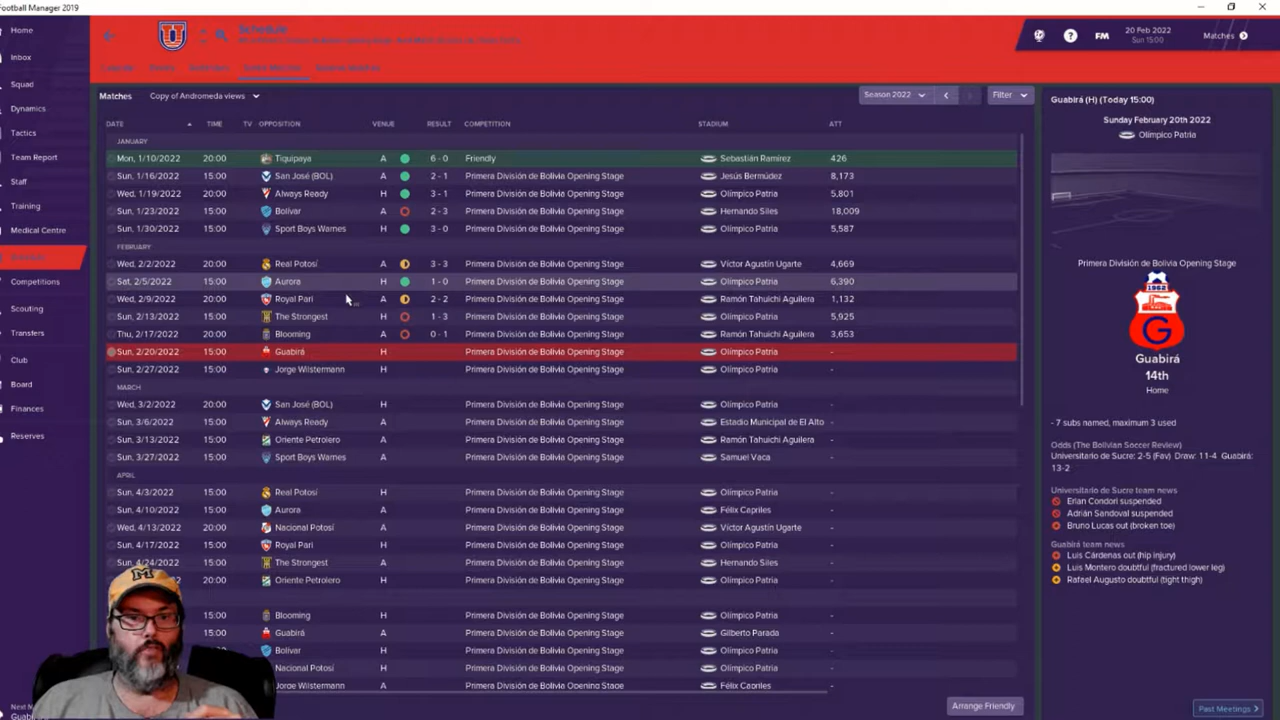 Football Manager 2019
Home
Inbox
Squad
Dynamics
Tactics
Team Report
Staff
Training
Medical Centre
Competitions
Scouting
Transfers
Club
Board
Finances
Reserves
Schedule
20 Feb 2022
Sun 15:00
FM
Matches
Matches Copy of Andromeda views
Season 2022
Filter
DATE TIME TV OPPOSITION VENUE RESULT COMPETITION STADIUM ATT
JANUARY
Mon, 1/10/2022 20:00 Tiquipaya A 6 - 0 Friendly Sebastián Ramírez 426
Sun, 1/16/2022 15:00 San José (BOL) A 2 - 1 Primera División de Bolivia Opening Stage Jesús Bermúdez 8,173
Wed, 1/19/2022 20:00 Always Ready H 3 - 1 Primera División de Bolivia Opening Stage Olímpico Patria 5,801
Sun, 1/23/2022 15:00 Bolívar A 2 - 3 Primera División de Bolivia Opening Stage Hernando Siles 18,009
Sun, 1/30/2022 15:00 Sport Boys Warnes H 3 - 0 Primera División de Bolivia Opening Stage Olímpico Patria 5,587
FEBRUARY
Wed, 2/2/2022 20:00 Real Potosí A 3 - 3 Primera División de Bolivia Opening Stage Víctor Agustín Ugarte 4,669
Sat, 2/5/2022 15:00 Aurora H 1 - 0 Primera División de Bolivia Opening Stage Olímpico Patria 6,390
Wed, 2/9/2022 20:00 Royal Pari A 2 - 2 Primera División de Bolivia Opening Stage Ramón Tahuichi Aguilera 1,132
Sun, 2/13/2022 15:00 The Strongest H 1 - 3 Primera División de Bolivia Opening Stage Olímpico Patria 5,925
Thu, 2/17/2022 20:00 Blooming A 0 - 1 Primera División de Bolivia Opening Stage Ramón Tahuichi Aguilera 3,653
Sun, 2/20/2022 15:00 Guabirá H Primera División de Bolivia Opening Stage Olímpico Patria -
Sun, 2/27/2022 15:00 Jorge Wilstermann H Primera División de Bolivia Opening Stage Olímpico Patria -
MARCH
Wed, 3/2/2022 20:00 San José (BOL) H Primera División de Bolivia Opening Stage Olímpico Patria -
Sun, 3/6/2022 15:00 Always Ready A Primera División de Bolivia Opening Stage Estadio Municipal de El Alto -
Sun, 3/13/2022 15:00 Oriente Petrolero A Primera División de Bolivia Opening Stage Ramón Tahuichi Aguilera -
Sun, 3/27/2022 15:00 Sport Boys Warnes A Primera División de Bolivia Opening Stage Samuel Vaca -
APRIL
Sun, 4/3/2022 15:00 Real Potosí H Primera División de Bolivia Opening Stage Olímpico Patria -
Sun, 4/10/2022 15:00 Aurora A Primera División de Bolivia Opening Stage Félix Capriles -
Wed, 4/13/2022 20:00 Nacional Potosí A Primera División de Bolivia Opening Stage Víctor Agustín Ugarte -
Sun, 4/17/2022 15:00 Royal Pari H Primera División de Bolivia Opening Stage Olímpico Patria -
Sun, 4/24/2022 15:00 The Strongest A Primera División de Bolivia Opening Stage Hernando Siles -
20:00 Oriente Petrolero H Primera División de Bolivia Opening Stage Olímpico Patria -
15:00 Blooming H Primera División de Bolivia Opening Stage Olímpico Patria -
15:00 Guabirá A Primera División de Bolivia Opening Stage Gilberto Parada -
15:00 Bolívar H Primera División de Bolivia Opening Stage Olímpico Patria -
Nacional Potosí H Primera División de Bolivia Opening Stage Olímpico Patria -
Jorge Wilstermann A Primera División de Bolivia Opening Stage Félix Capriles -
Arrange Friendly
Guabirá (H) (Today 15:00)
Sunday February 20th 2022
Olímpico Patria
Primera División de Bolivia Opening Stage
1962
G
Guabirá
14th
Home
- 7 subs named, maximum 3 used
Odds (The Bolivian Soccer Review)
Universitario de Sucre: 2-5 (Fav) Draw: 11-4 Guabirá:
13-2
Universitario de Sucre team news
Erlan Condori suspended
Adrián Sandoval suspended
Bruno Lucas out (broken toe)
Guabirá team news
Luis Cárdenas out (hip injury)
Luis Montero doubtful (fractured lower leg)
Rafael Augusto doubtful (tight thigh)
Past Meetings